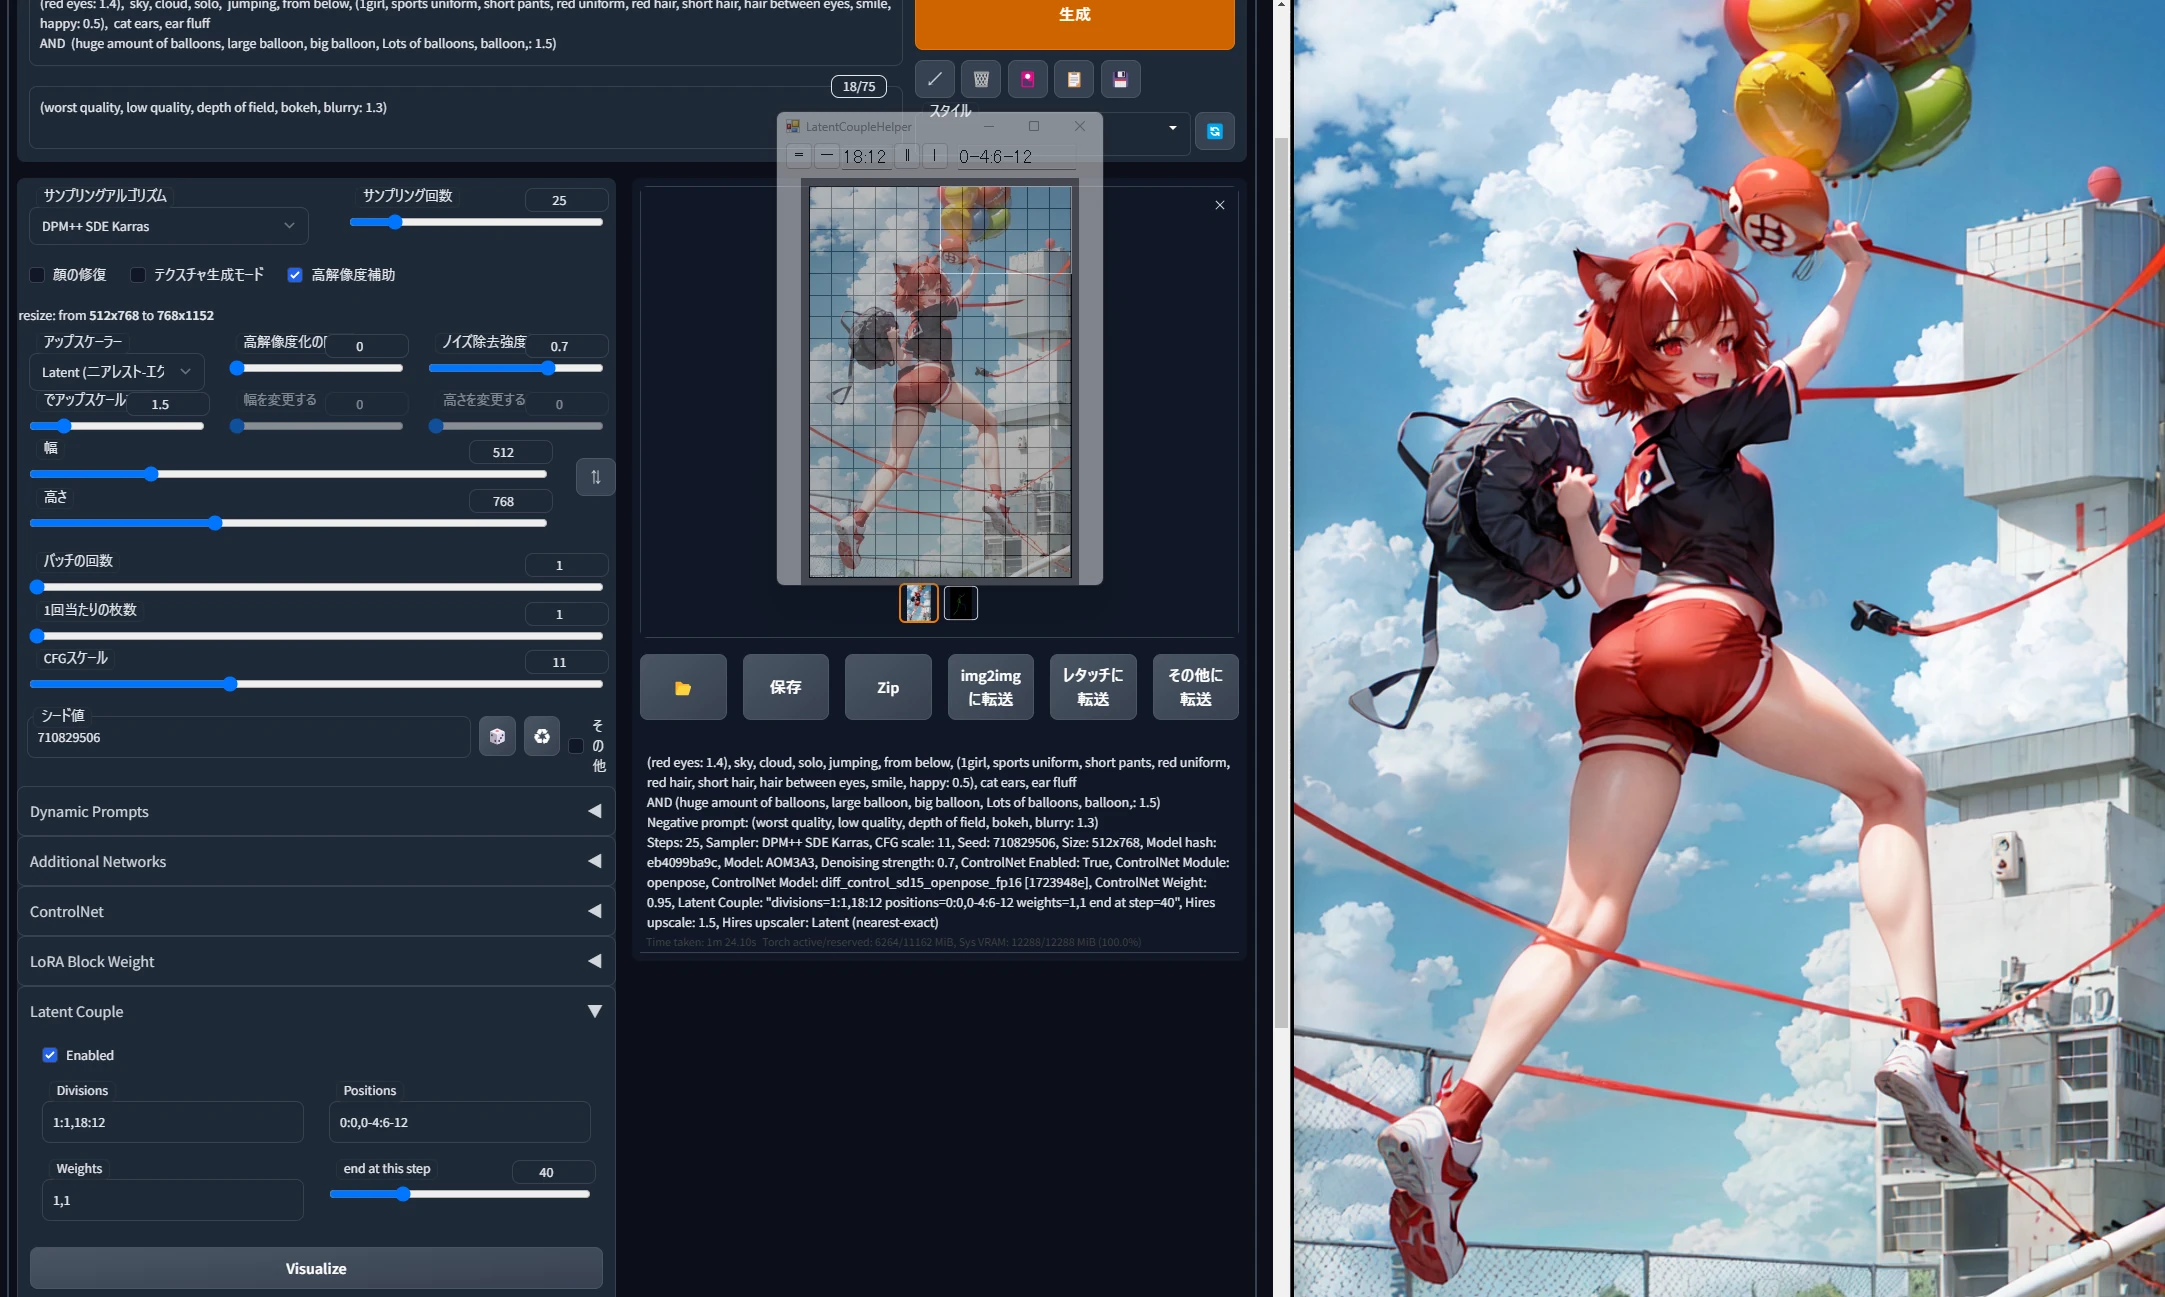 (red eyes: 1.4), sky, cloud, solo, jumping, from below, (1girl, sports uniform, short pants, red uniform, red hair, short hair, hair between eyes, smile,
happy: 0.5), cat ears, ear fluff
AND (huge amount of balloons, large balloon, big balloon, Lots of balloons, balloon,: 1.5)
生成
18/75
(worst quality, low quality, depth of field, bokeh, blurry: 1.3)
スタイル
LatentCoupleHelper
18:12
0-4:6-12
サンプリングアルゴリズム
DPM++ SDE Karras
サンプリング回数
25
顔の修復
テクスチャ生成モード
高解像度補助
resize: from 512x768 to 768x1152
アップスケーラー
Latent (ニアレスト-エク
高解像度化の
0
ノイズ除去強度
0.7
でアップスケール
1.5
幅を変更する
0
高さを変更する
0
幅
512
高さ
768
バッチの回数
1
1回当たりの枚数
1
CFGスケール
11
シード値
710829506
その他
Dynamic Prompts
Additional Networks
ControlNet
LoRA Block Weight
Latent Couple
Enabled
Divisions
1:1,18:12
Positions
0:0,0-4:6-12
Weights
1,1
end at this step
40
Visualize
保存
Zip
img2img
に転送
レタッチに
転送
その他に
転送
(red eyes: 1.4), sky, cloud, solo, jumping, from below, (1girl, sports uniform, short pants, red uniform,
red hair, short hair, hair between eyes, smile, happy: 0.5), cat ears, ear fluff
AND (huge amount of balloons, large balloon, big balloon, Lots of balloons, balloon,: 1.5)
Negative prompt: (worst quality, low quality, depth of field, bokeh, blurry: 1.3)
Steps: 25, Sampler: DPM++ SDE Karras, CFG scale: 11, Seed: 710829506, Size: 512x768, Model hash:
eb4099ba9c, Model: AOM3A3, Denoising strength: 0.7, ControlNet Enabled: True, ControlNet Module:
openpose, ControlNet Model: diff_control_sd15_openpose_fp16 [1723948e], ControlNet Weight:
0.95, Latent Couple: "divisions=1:1,18:12 positions=0:0,0-4:6-12 weights=1,1 end at step=40", Hires
upscale: 1.5, Hires upscaler: Latent (nearest-exact)
Time taken: 1m 24.10s Torch active/reserved: 6264/11162 MiB, Sys VRAM: 12288/12288 MiB (100.0%)